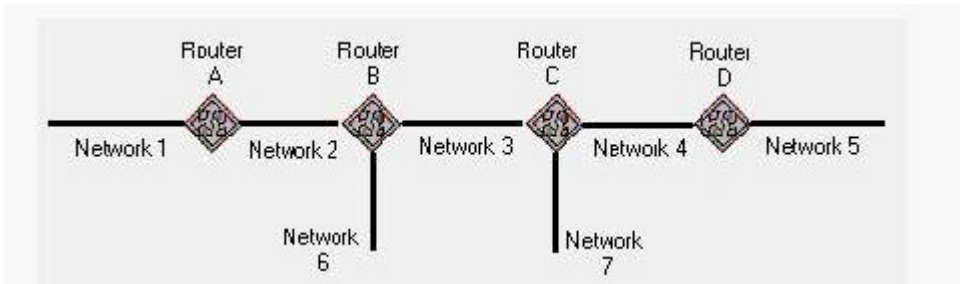 Router
A
Router
B
Router
C
Router
D
Network 1
Network 2
Network 3
Network 4
Network 5
Network
6
Network
7